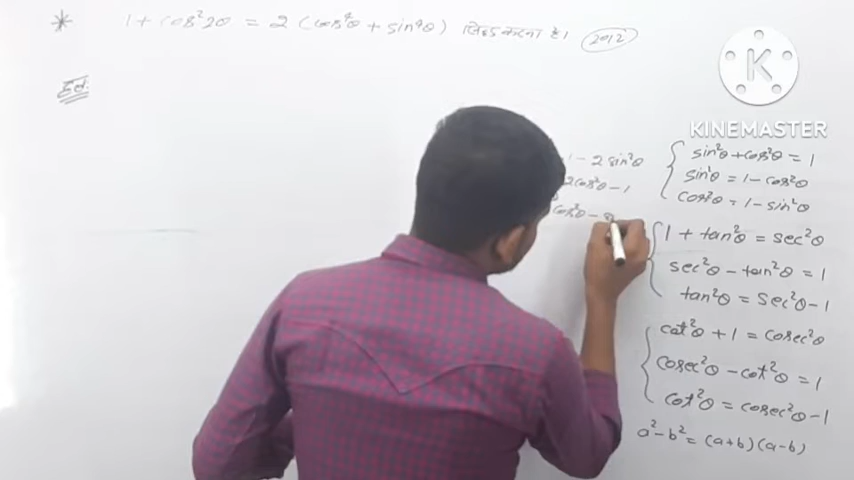 * 1 + cos²2θ = 2 (cos⁴θ + sin⁴θ) सिद्ध करना है। 2012
हलः
1 - 2 sin²θ
2cos²θ - 1
cos²θ - s
sin²θ + cos²θ = 1
sin²θ = 1 - cos²θ
cos²θ = 1 - sin²θ
1 + tan²θ = sec²θ
sec²θ - tan²θ = 1
tan²θ = sec²θ - 1
cot²θ + 1 = cosec²θ
cosec²θ - cot²θ = 1
cot²θ = cosec²θ - 1
a² - b² = (a+b) (a-b)
K
KINEMASTER